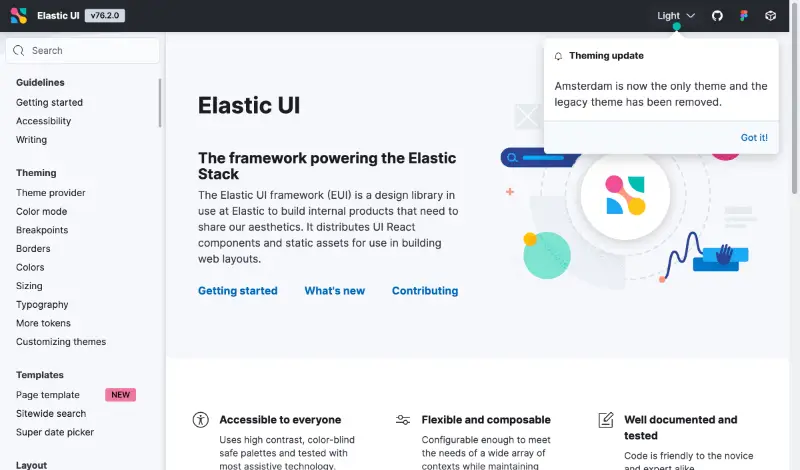 Elastic UI
v76.2.0
Light
Search
Guidelines
Getting started
Accessibility
Writing
Theming
Theme provider
Color mode
Breakpoints
Borders
Colors
Sizing
Typography
More tokens
Customizing themes
Templates
Page template NEW
Sitewide search
Super date picker
Layout
Theming update
Amsterdam is now the only theme and the
legacy theme has been removed.
Got it!
Elastic UI
The framework powering the Elastic
Stack
The Elastic UI framework (EUI) is a design library in
use at Elastic to build internal products that need to
share our aesthetics. It distributes UI React
components and static assets for use in building
web layouts.
Getting started What's new Contributing
Accessible to everyone
Uses high contrast, color-blind
safe palettes and tested with
most assistive technology.
Flexible and composable
Configurable enough to meet
the needs of a wide array of
contexts while maintaining
Well documented and
tested
Code is friendly to the novice
and expert alike.